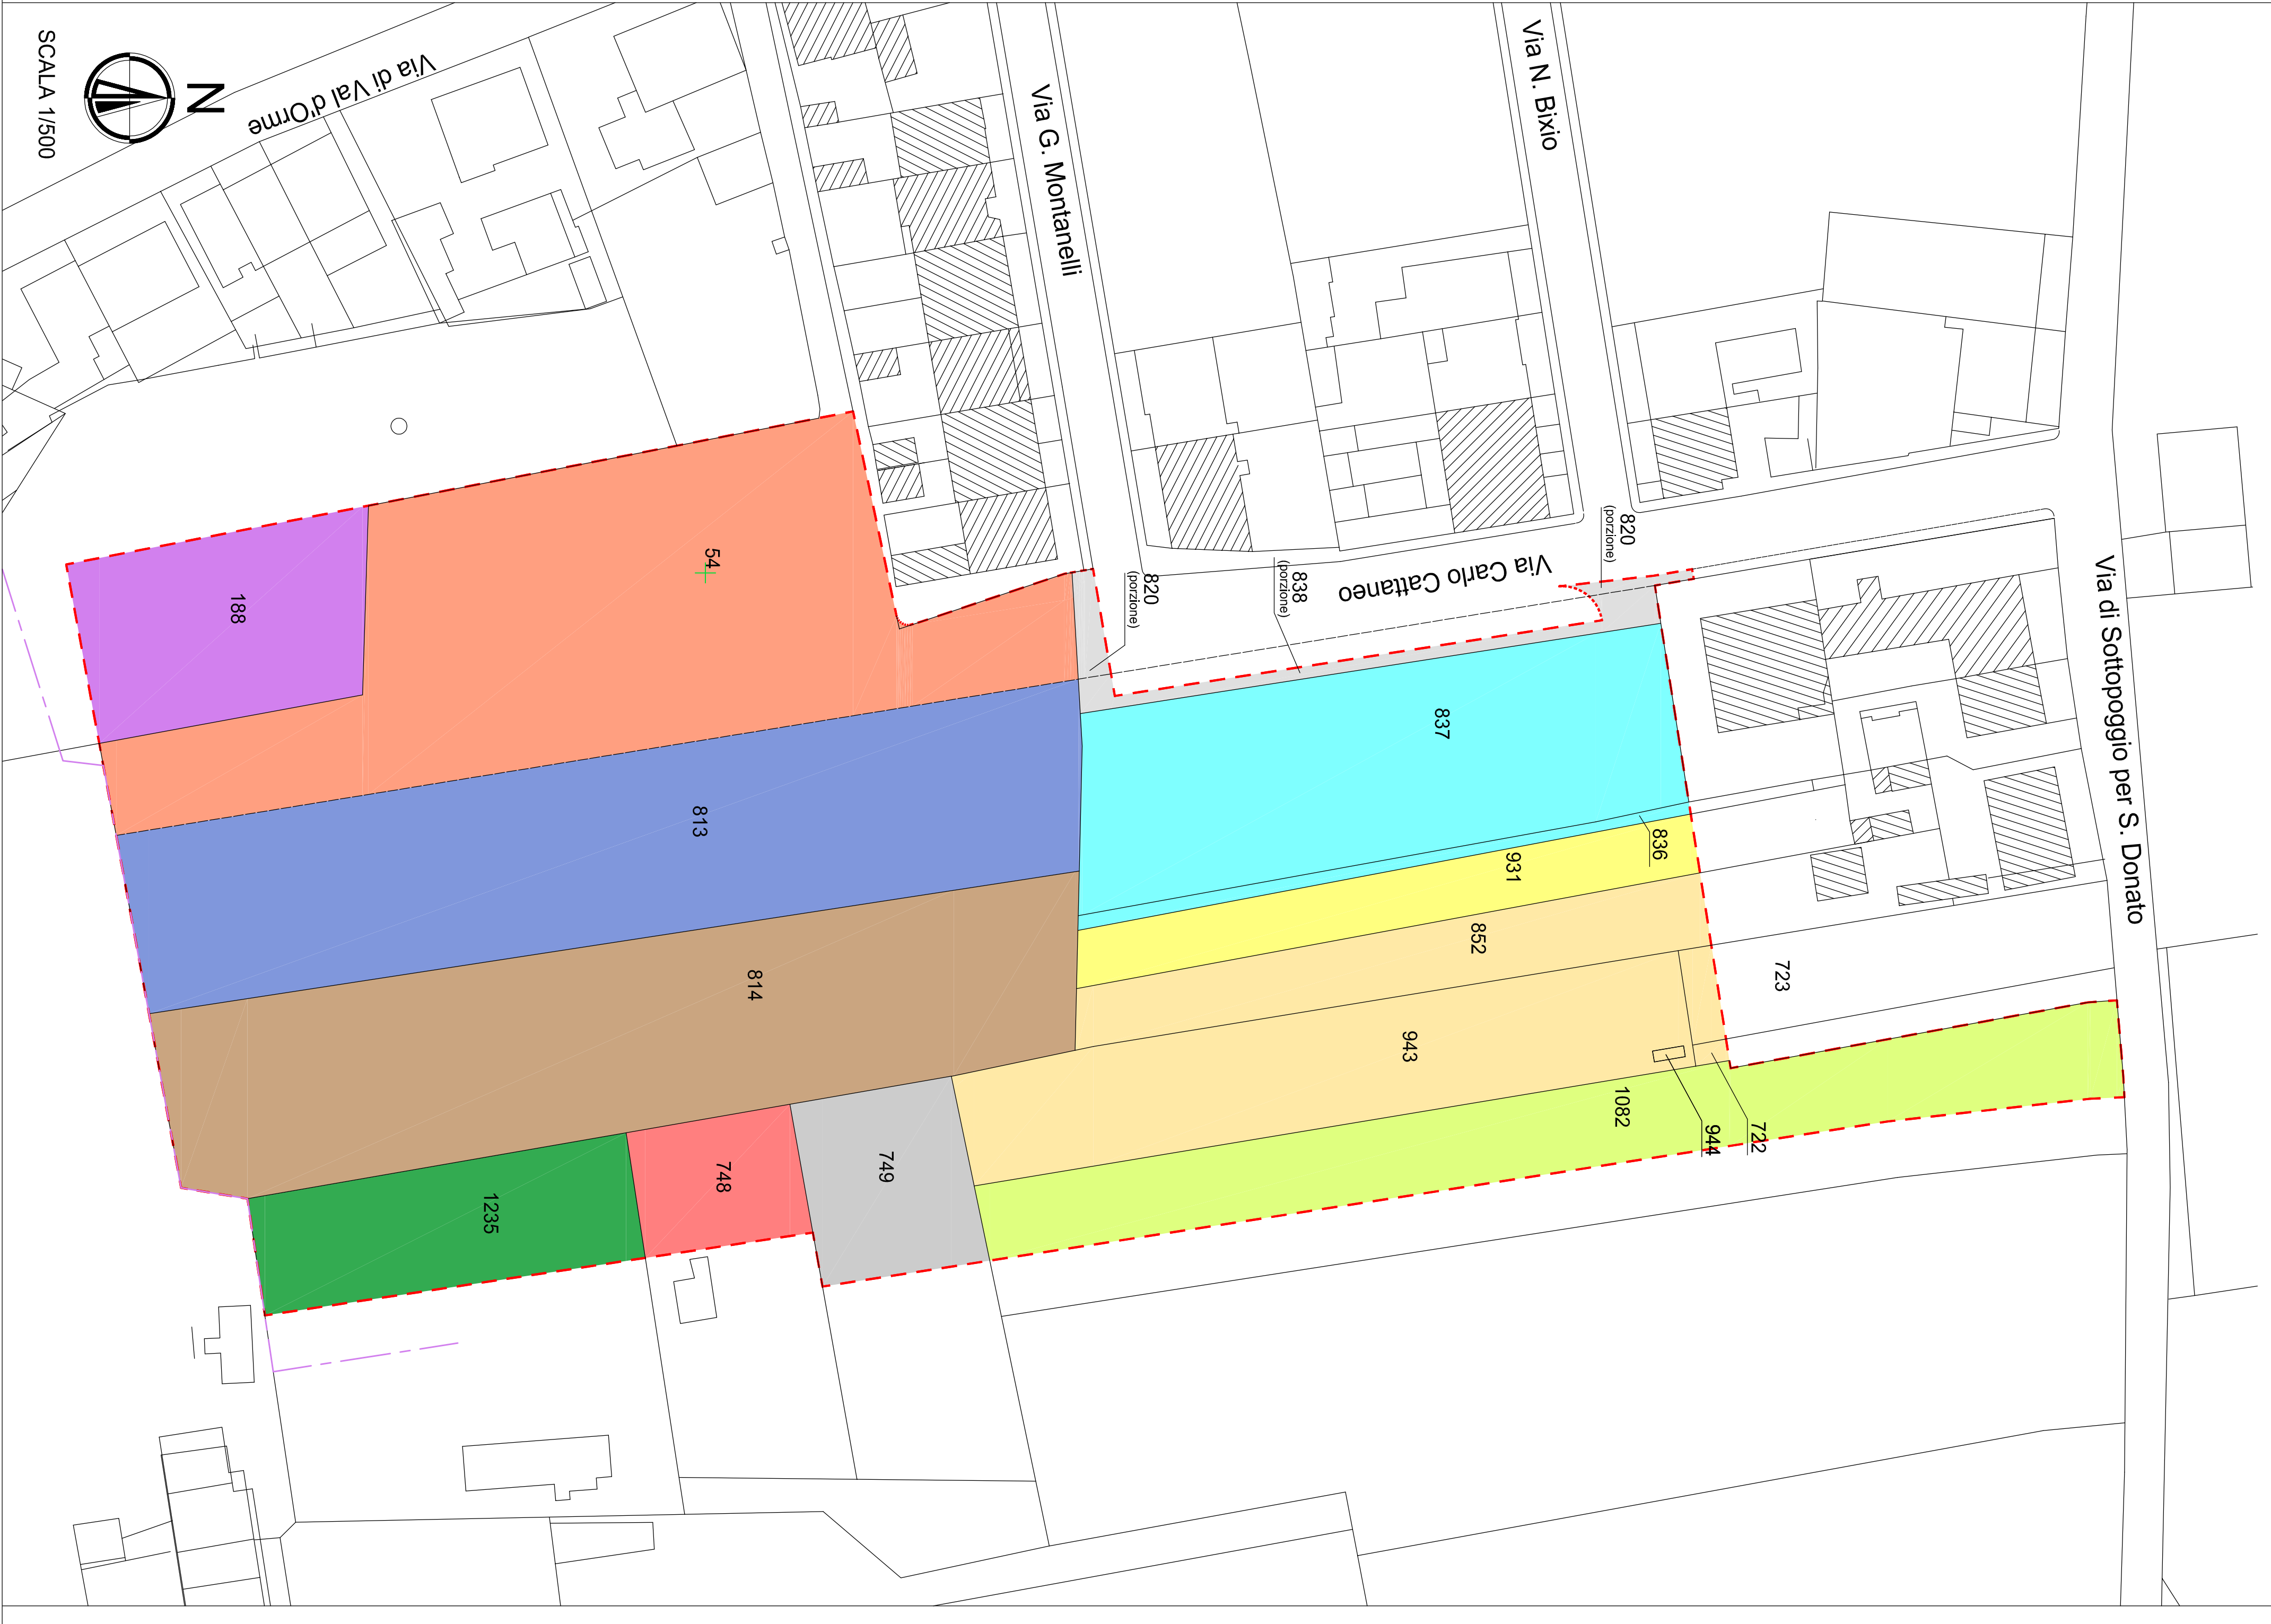 SCALA 1/500
N
Via di Val d'Orme
Via G. Montanelli
Via N. Bixio
Via Carlo Cattaneo
Via di Sottopoggio per S. Donato
820
(porzione)
838
(porzione)
820
(porzione)
54
188
837
813
836
931
852
723
814
943
1082
722
944
749
748
1235